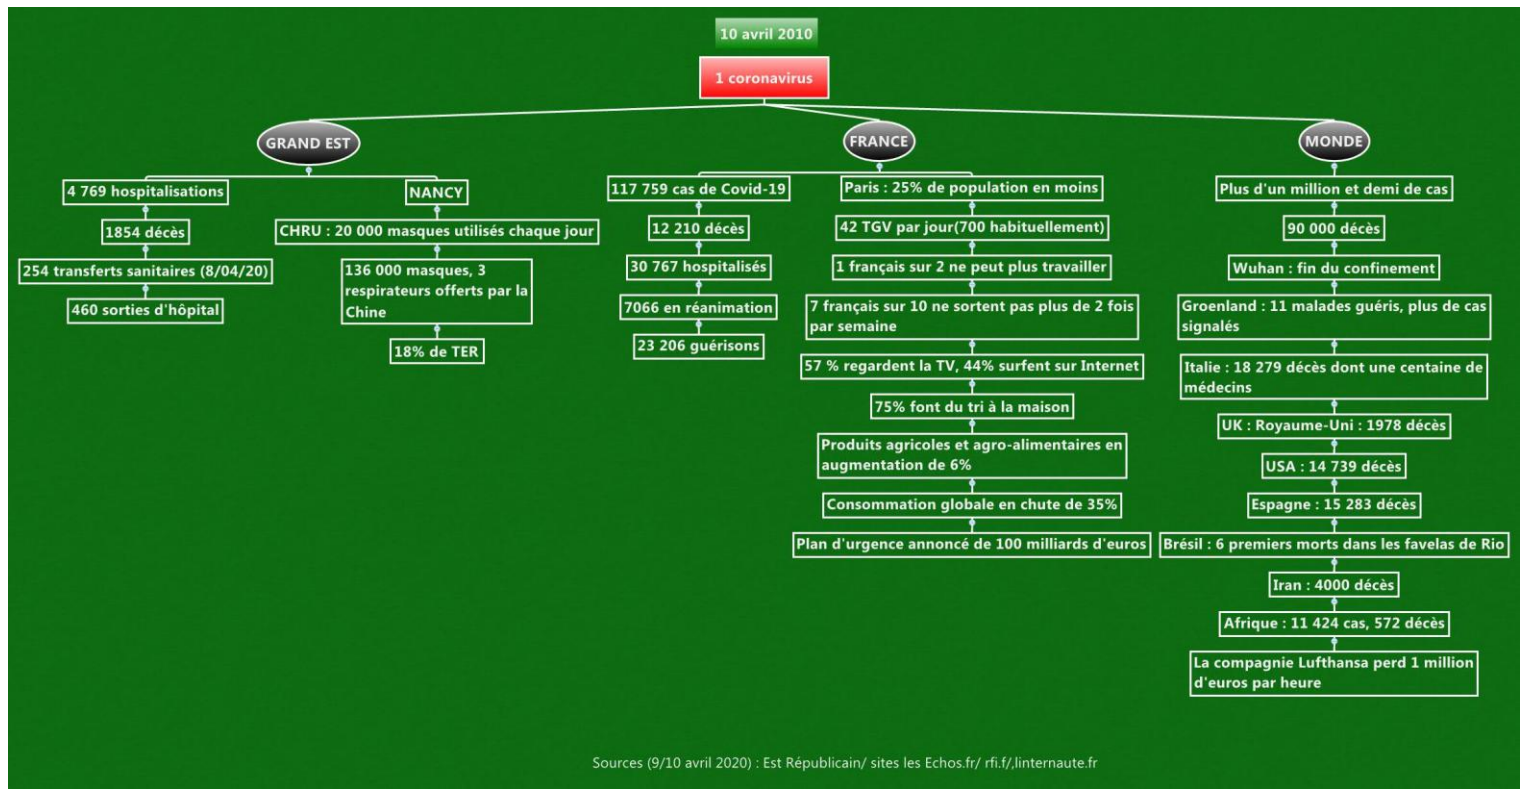 10 avril 2010
1 coronavirus
GRAND EST
4 769 hospitalisations
1854 décès
254 transferts sanitaires (8/04/20)
460 sorties d'hôpital
NANCY
CHRU : 20 000 masques utilisés chaque jour
136 000 masques, 3
respirateurs offerts par la
Chine
18% de TER
FRANCE
117 759 cas de Covid-19
12 210 décès
30 767 hospitalisés
7066 en réanimation
23 206 guérisons
Paris : 25% de population en moins
42 TGV par jour(700 habituellement)
1 français sur 2 ne peut plus travailler
7 français sur 10 ne sortent pas plus de 2 fois
par semaine
57 % regardent la TV, 44% surfent sur Internet
75% font du tri à la maison
Produits agricoles et agro-alimentaires en
augmentation de 6%
Consommation globale en chute de 35%
Plan d'urgence annoncé de 100 milliards d'euros
MONDE
Plus d'un million et demi de cas
90 000 décès
Wuhan : fin du confinement
Groenland : 11 malades guéris, plus de cas
signalés
Italie : 18 279 décès dont une centaine de
médecins
UK : Royaume-Uni : 1978 décès
USA : 14 739 décès
Espagne : 15 283 décès
Brésil : 6 premiers morts dans les favelas de Rio
Iran : 4000 décès
Afrique : 11 424 cas, 572 décès
La compagnie Lufthansa perd 1 million
d'euros par heure
Sources (9/10 avril 2020) : Est Républicain/ sites les Echos.fr/ rfi.f/,linternaute.fr